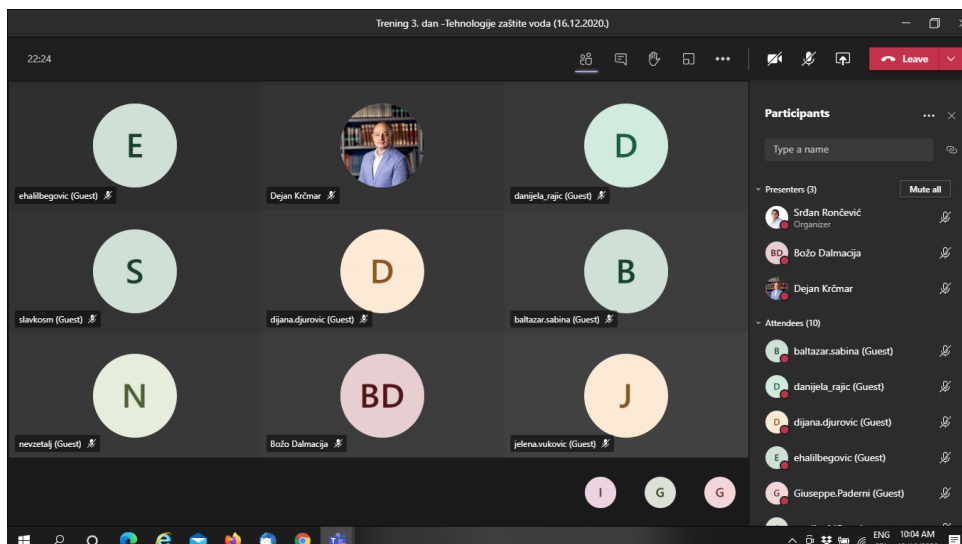 Trening 3. dan -Tehnologije zaštite voda (16.12.2020.)
22:24
Leave
E
ehalilbegovic (Guest)
Dejan Krčmar
D
danijela_rajic (Guest)
S
slavkosm (Guest)
D
dijana.djurovic (Guest)
B
baltazar.sabina (Guest)
N
nevzetalj (Guest)
BD
Božo Dalmacija
J
jelena.vukovic (Guest)
I
G
G
Participants
Type a name
Presenters (3)
Mute all
Srđan Rončević
Organizer
BD
Božo Dalmacija
Dejan Krčmar
Attendees (10)
B
baltazar.sabina (Guest)
D
danijela_rajic (Guest)
D
dijana.djurovic (Guest)
E
ehalilbegovic (Guest)
G
Giuseppe.Paderni (Guest)
ENG
10:04 AM